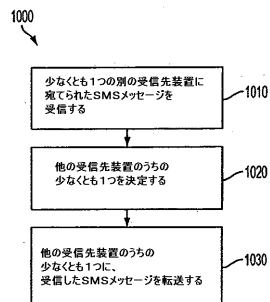 1000
少なくとも1つの別の受信先装置に
宛てられたSMSメッセージを
受信する
1010
他の受信先装置のうちの
少なくとも1つを決定する
1020
他の受信先装置のうちの
少なくとも1つに、
受信したSMSメッセージを転送する
1030